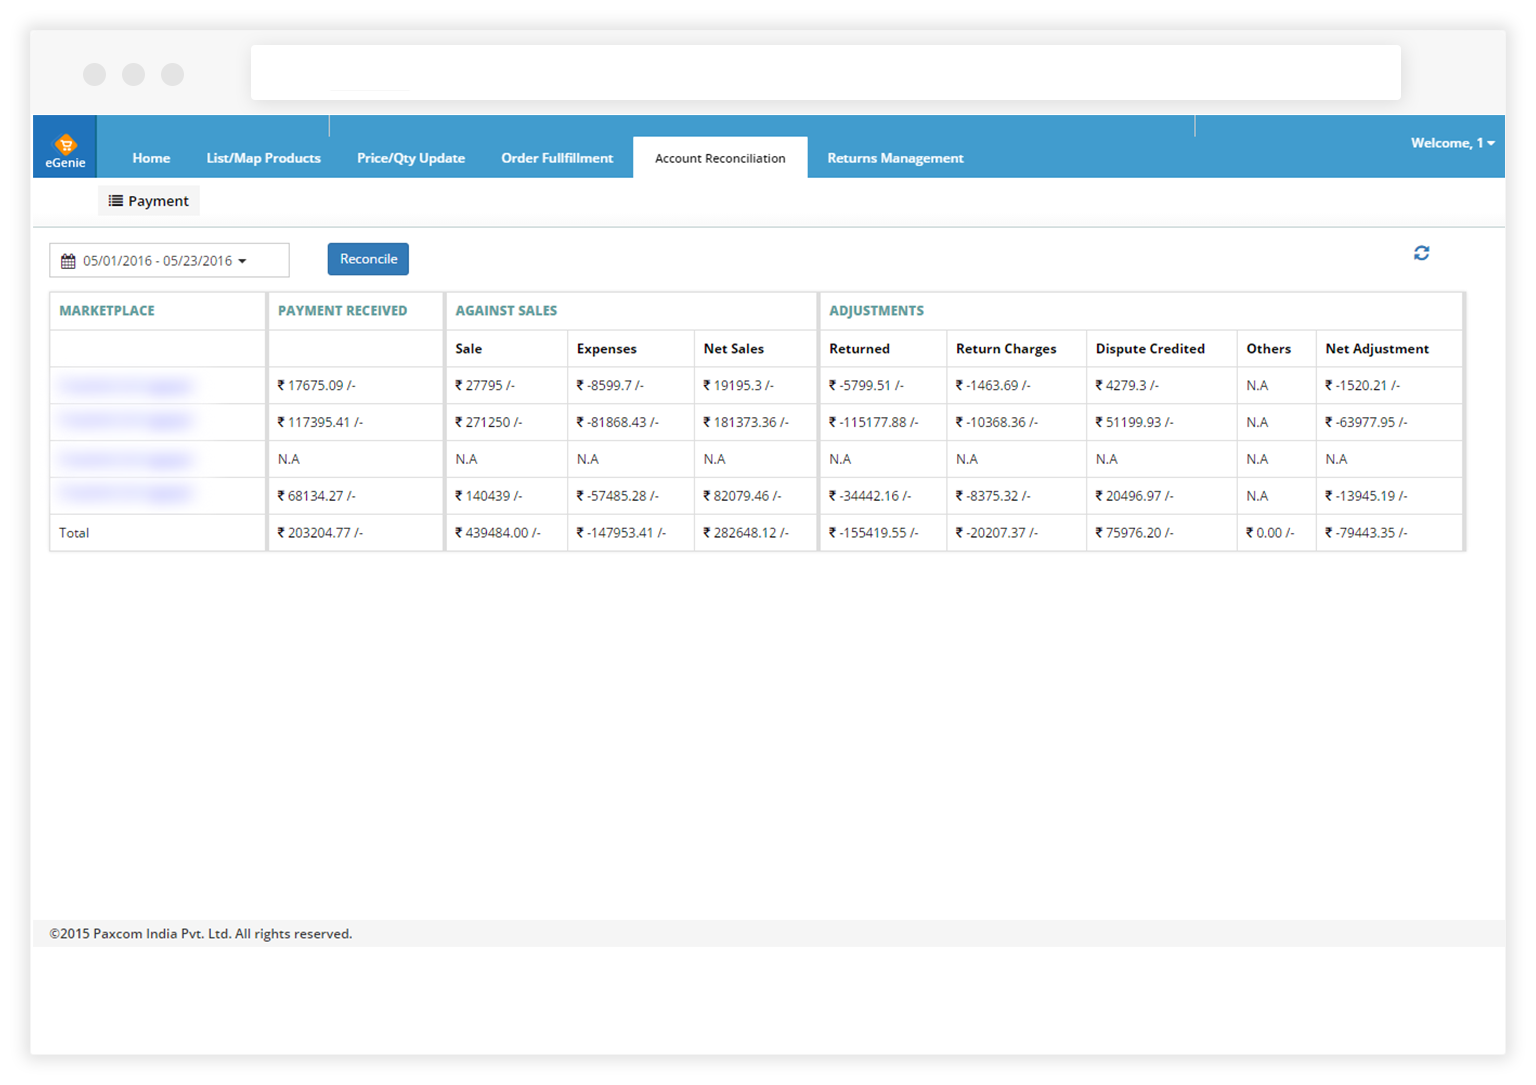 eGenie
Home List/Map Products Price/Qty Update Order Fullfillment Account Reconciliation Returns Management Welcome, 1
Payment
05/01/2016 - 05/23/2016 Reconcile
MARKETPLACE PAYMENT RECEIVED AGAINST SALES ADJUSTMENTS
Sale Expenses Net Sales Returned Return Charges Dispute Credited Others Net Adjustment
₹ 17675.09 /- ₹ 27795 /- ₹ -8599.7 /- ₹ 19195.3 /- ₹ -5799.51 /- ₹ -1463.69 /- ₹ 4279.3 /- N.A ₹ -1520.21 /-
₹ 117395.41 /- ₹ 271250 /- ₹ -81868.43 /- ₹ 181373.36 /- ₹ -115177.88 /- ₹ -10368.36 /- ₹ 51199.93 /- N.A ₹ -63977.95 /-
N.A N.A N.A N.A N.A N.A N.A N.A N.A
₹ 68134.27 /- ₹ 140439 /- ₹ -57485.28 /- ₹ 82079.46 /- ₹ -34442.16 /- ₹ -8375.32 /- ₹ 20496.97 /- N.A ₹ -13945.19 /-
Total ₹ 203204.77 /- ₹ 439484.00 /- ₹ -147953.41 /- ₹ 282648.12 /- ₹ -155419.55 /- ₹ -20207.37 /- ₹ 75976.20 /- ₹ 0.00 /- ₹ -79443.35 /-
©2015 Paxcom India Pvt. Ltd. All rights reserved.